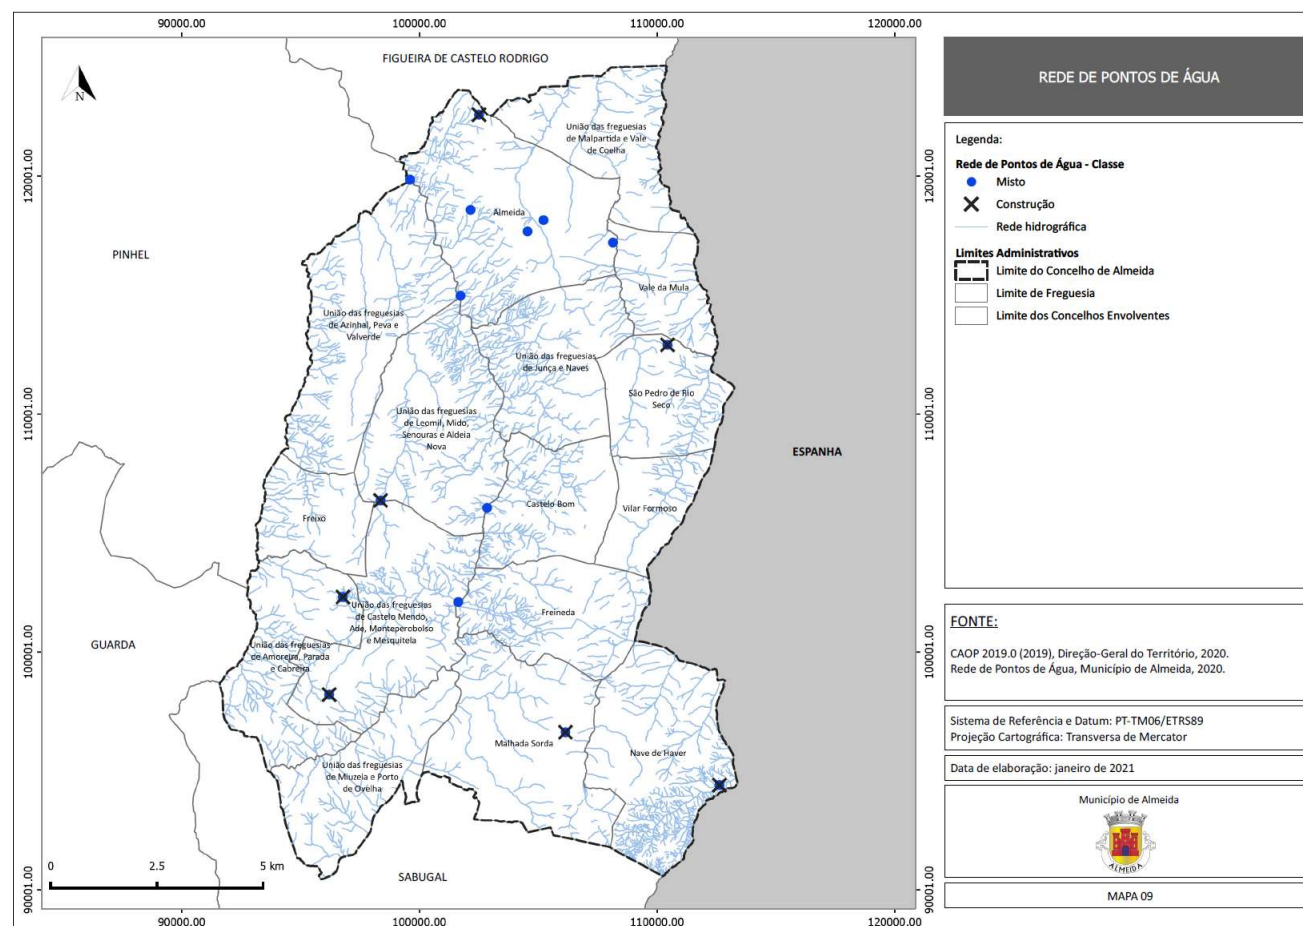 90000.00
100000.00
110000.00
120000.00
FIGUEIRA DE CASTELO RODRIGO
N
União das freguesias
de Malpartida e Vale
de Coelha
120001.00
120001.00
Almeida
PINHEL
Vale da Mula
União das freguesias
de Azinhal, Peva e
Valverde
União das freguesias
de Junça e Naves
São Pedro de Rio
Seco
110001.00
110001.00
União das freguesias
de Leomil, Mido,
Senouras e Aldeia
Nova
ESPANHA
Castelo Bom
Vilar Formoso
Freixo
União das freguesias
de Castelo Mendo,
Ade, Monteperobolso
e Mesquitela
Freineda
GUARDA
União das freguesias
de Amoreira, Parada
e Cabreira
100001.00
100001.00
Malhada Sorda
Nave de Haver
União das freguesias
de Miuzela e Porto
de Ovelha
0
2.5
5 km
SABUGAL
90001.00
90001.00
90000.00
100000.00
110000.00
120000.00
REDE DE PONTOS DE ÁGUA
Legenda:
Rede de Pontos de Água - Classe
Misto
Construção
Rede hidrográfica
Limites Administrativos
Limite do Concelho de Almeida
Limite de Freguesia
Limite dos Concelhos Envolventes
FONTE:
CAOP 2019.0 (2019), Direção-Geral do Território, 2020.
Rede de Pontos de Água, Município de Almeida, 2020.
Sistema de Referência e Datum: PT-TM06/ETRS89
Projeção Cartográfica: Transversa de Mercator
Data de elaboração: janeiro de 2021
Município de Almeida
ALMEIDA
MAPA 09